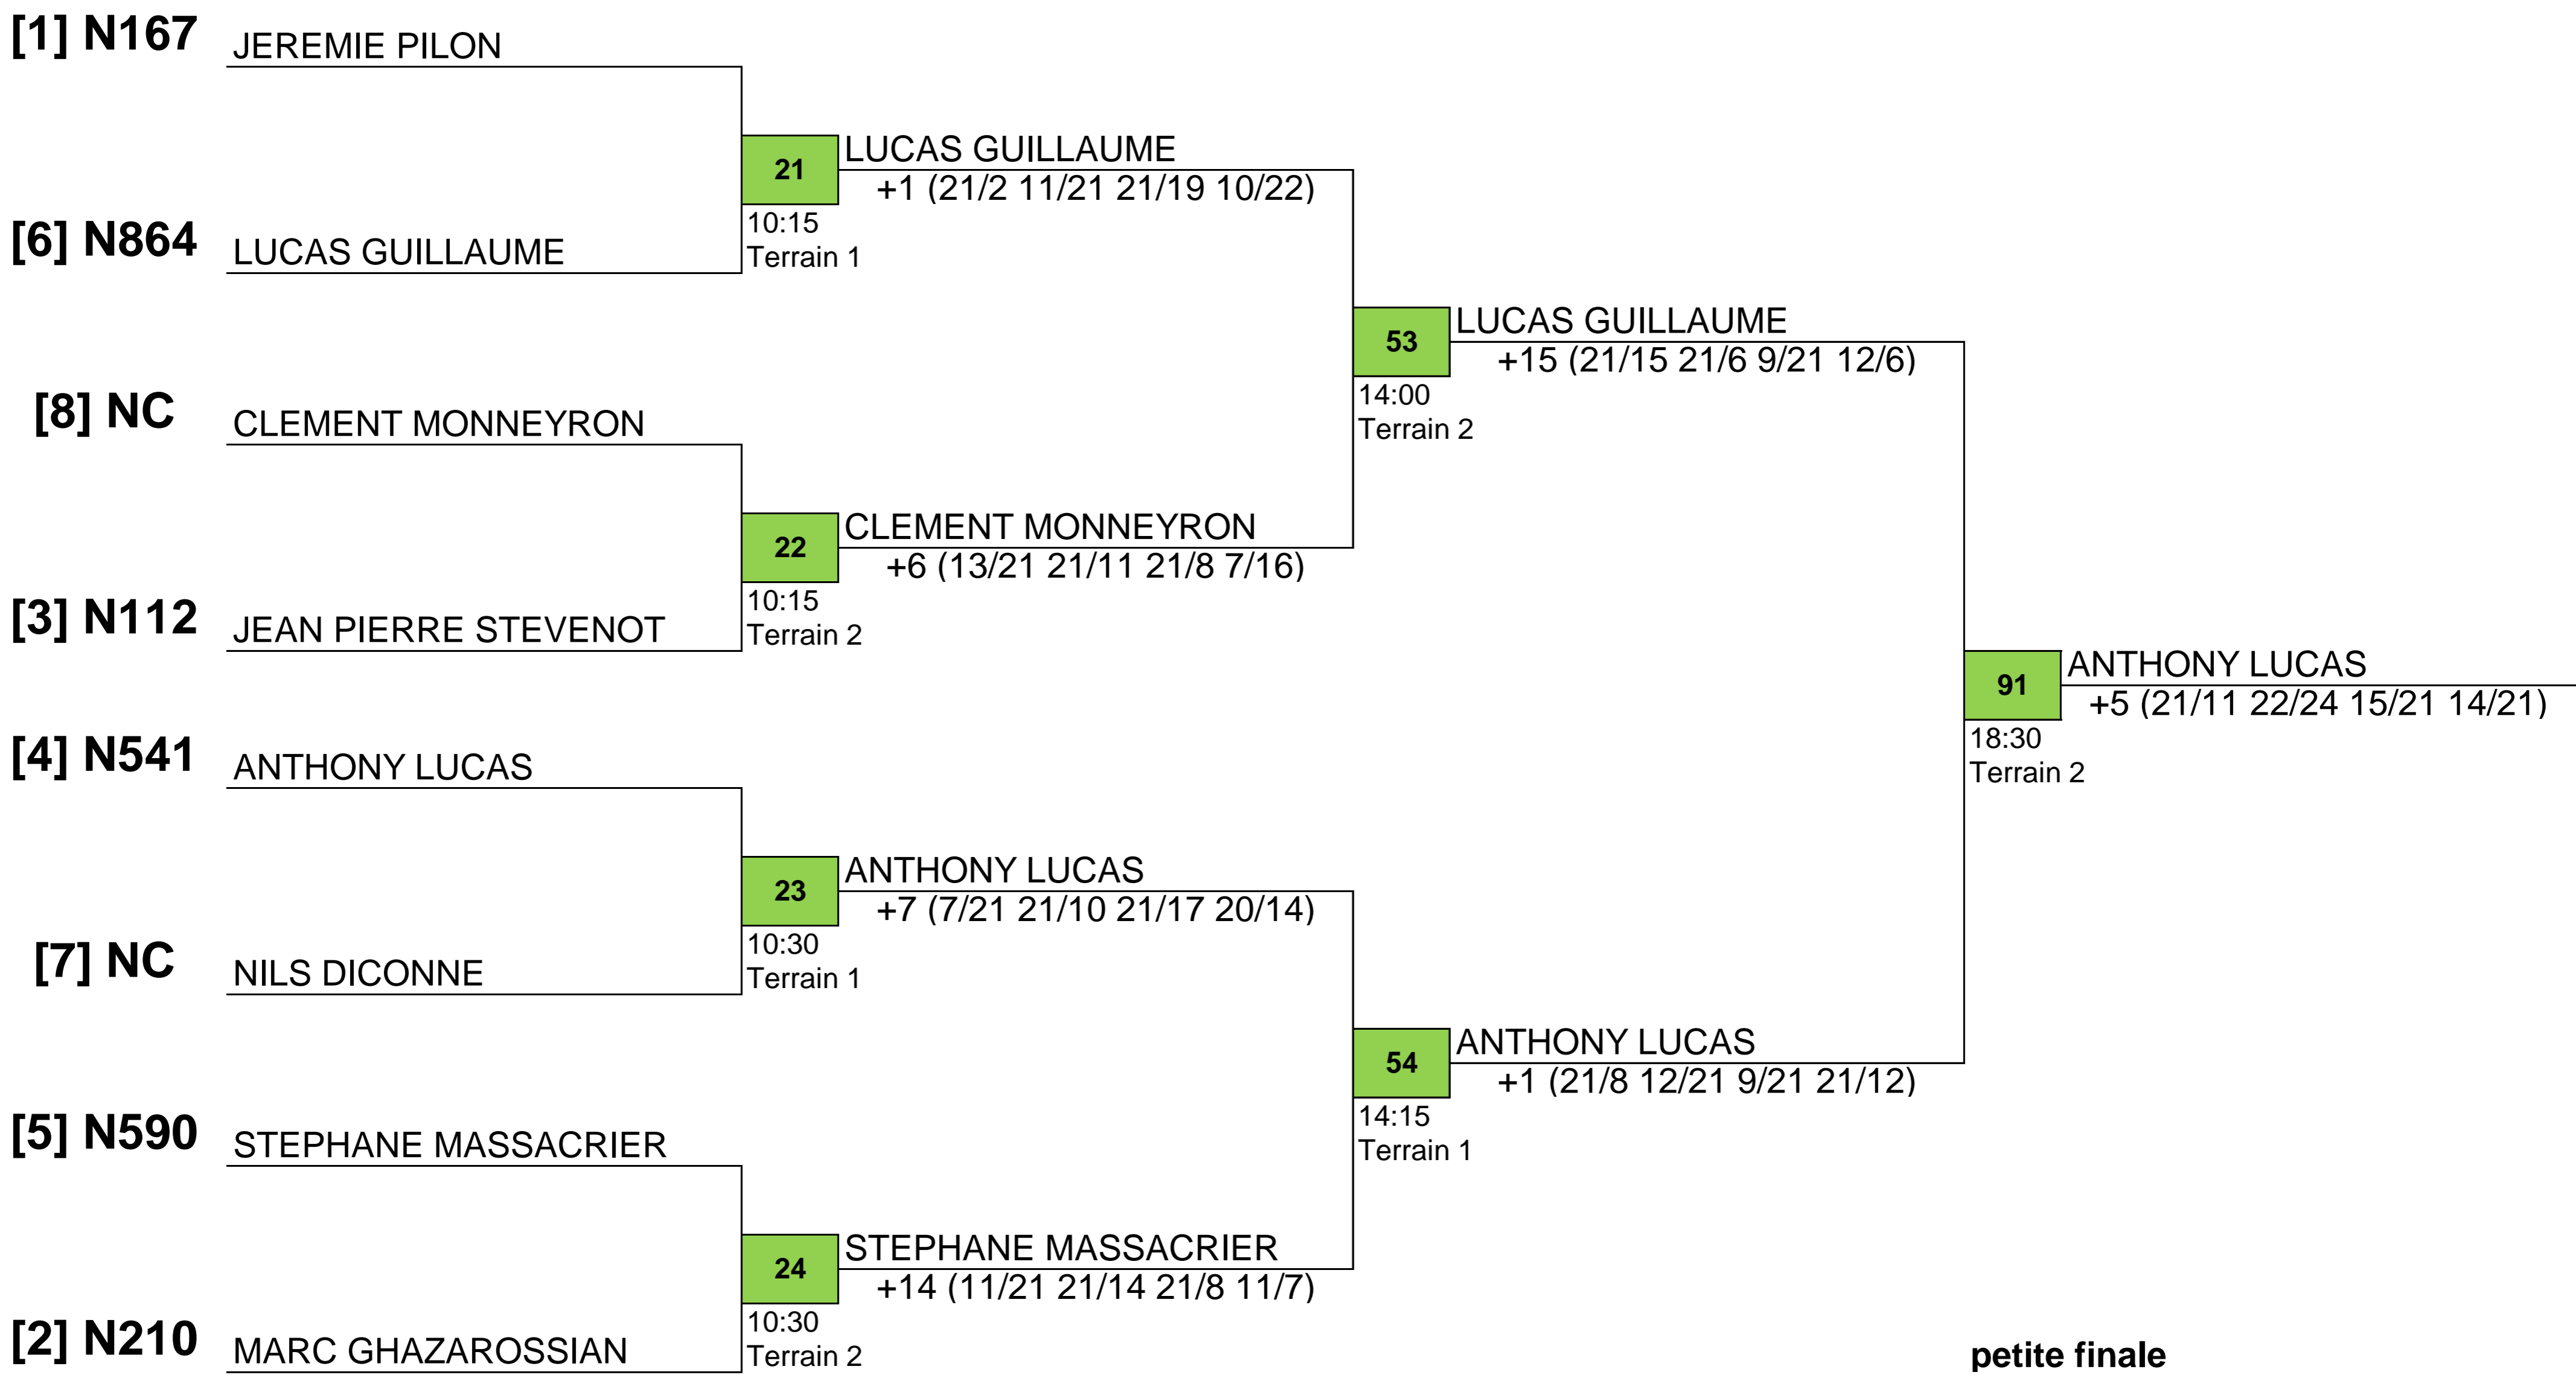 [1] N167 JEREMIE PILON
21 LUCAS GUILLAUME
+1 (21/2 11/21 21/19 10/22)
10:15
Terrain 1
[6] N864 LUCAS GUILLAUME
53 LUCAS GUILLAUME
+15 (21/15 21/6 9/21 12/6)
14:00
Terrain 2
[8] NC CLEMENT MONNEYRON
22 CLEMENT MONNEYRON
+6 (13/21 21/11 21/8 7/16)
10:15
Terrain 2
[3] N112 JEAN PIERRE STEVENOT
91 ANTHONY LUCAS
+5 (21/11 22/24 15/21 14/21)
18:30
Terrain 2
[4] N541 ANTHONY LUCAS
23 ANTHONY LUCAS
+7 (7/21 21/10 21/17 20/14)
10:30
Terrain 1
[7] NC NILS DICONNE
54 ANTHONY LUCAS
+1 (21/8 12/21 9/21 21/12)
14:15
Terrain 1
[5] N590 STEPHANE MASSACRIER
24 STEPHANE MASSACRIER
+14 (11/21 21/14 21/8 11/7)
10:30
Terrain 2
[2] N210 MARC GHAZAROSSIAN
petite finale